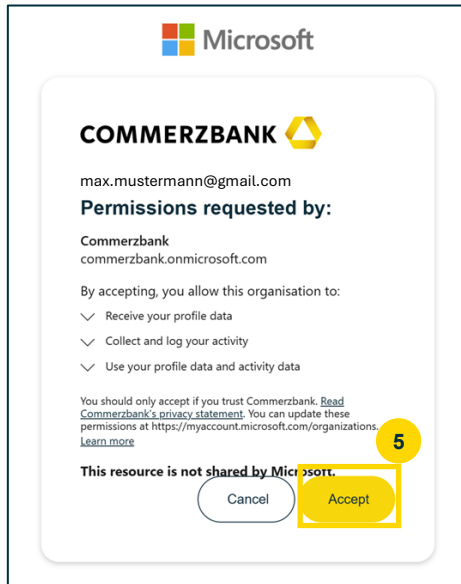 Microsoft
COMMERZBANK
max.mustermann@gmail.com
Permissions requested by:
Commerzbank
commerzbank.onmicrosoft.com
By accepting, you allow this organisation to:
Receive your profile data
Collect and log your activity
Use your profile data and activity data
You should only accept if you trust Commerzbank. Read
Commerzbank's privacy statement. You can update these
permissions at https://myaccount.microsoft.com/organizations.
Learn more
5
This resource is not shared by Microsoft.
Cancel
Accept